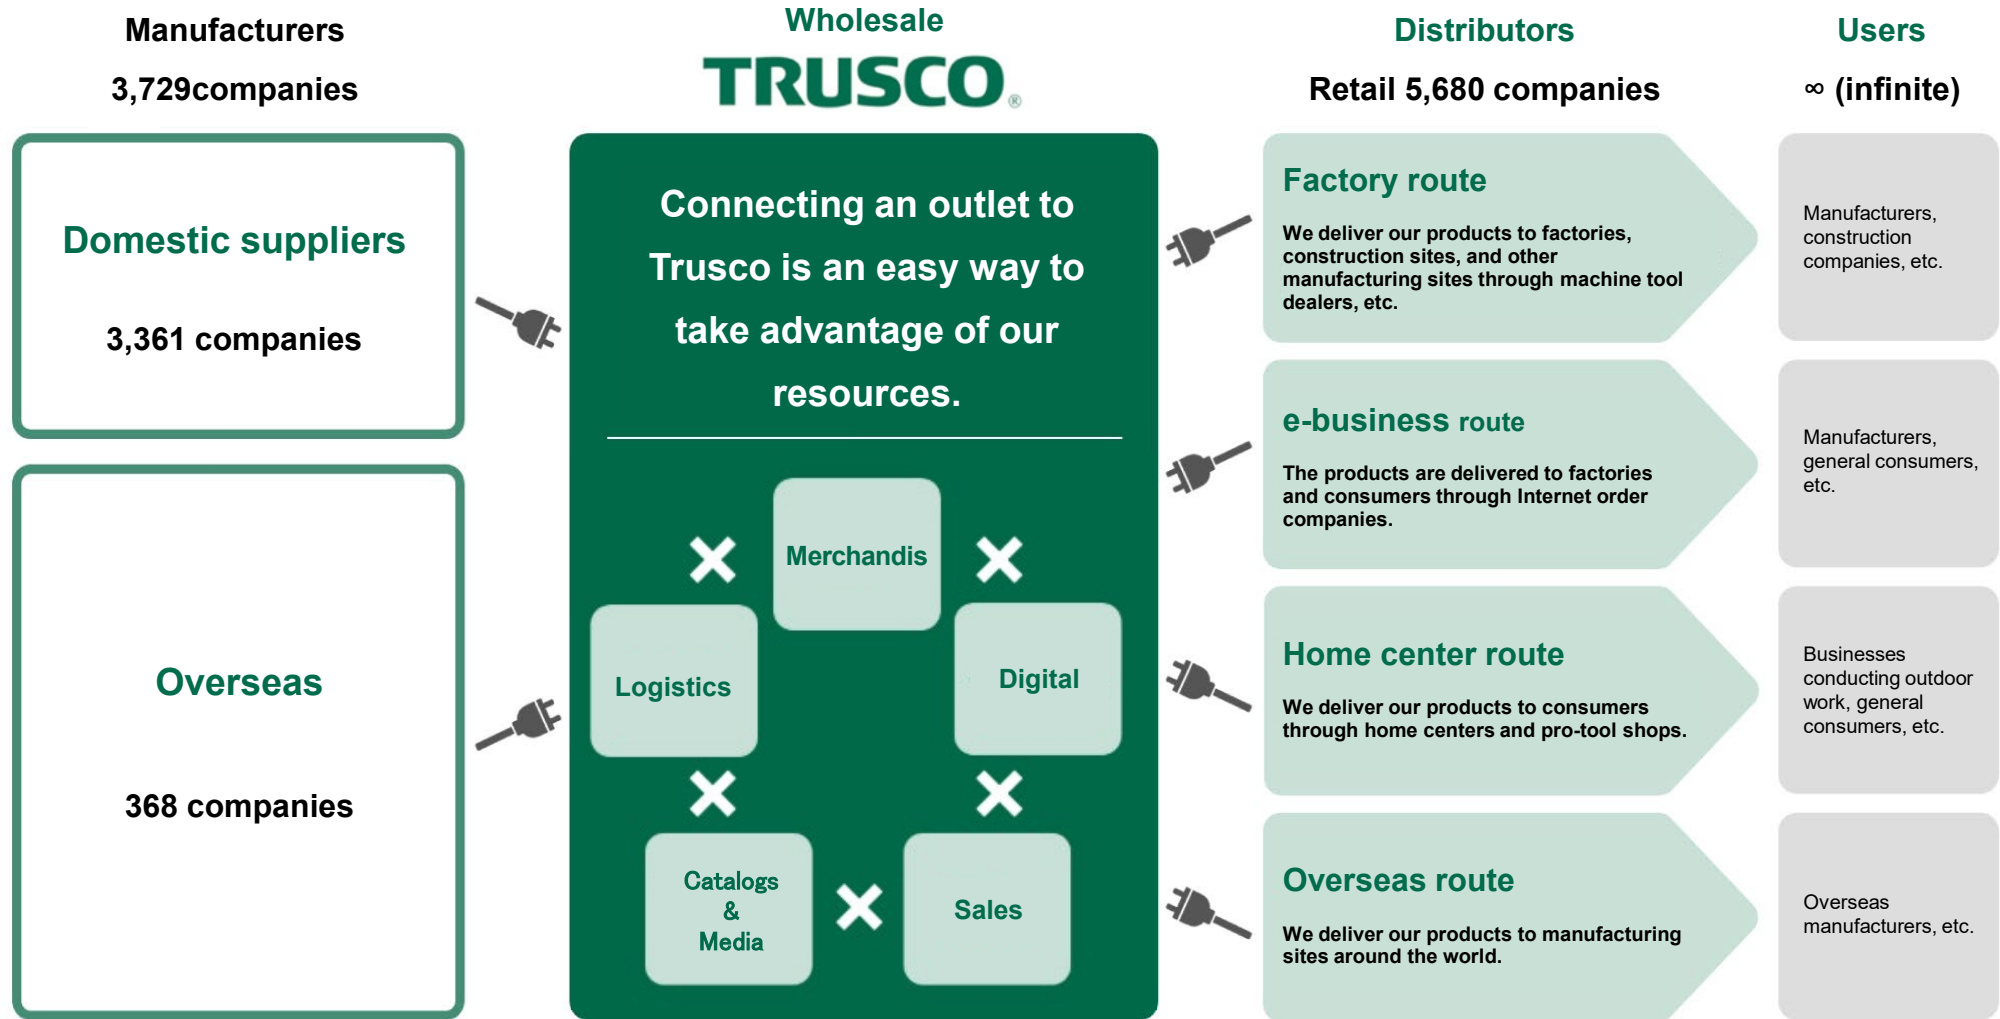 Manufacturers
3,729companies
Domestic suppliers
3,361 companies
Overseas
368 companies
Wholesale
TRUSCO®
Connecting an outlet to
Trusco is an easy way to
take advantage of our
resources.
Merchandis
Logistics
Digital
Catalogs
&
Media
Sales
Distributors
Retail 5,680 companies
Factory route
We deliver our products to factories,
construction sites, and other
manufacturing sites through machine tool
dealers, etc.
e-business route
The products are delivered to factories
and consumers through Internet order
companies.
Home center route
We deliver our products to consumers
through home centers and pro-tool shops.
Overseas route
We deliver our products to manufacturing
sites around the world.
Users
∞ (infinite)
Manufacturers,
construction
companies, etc.
Manufacturers,
general consumers,
etc.
Businesses
conducting outdoor
work, general
consumers, etc.
Overseas
manufacturers, etc.